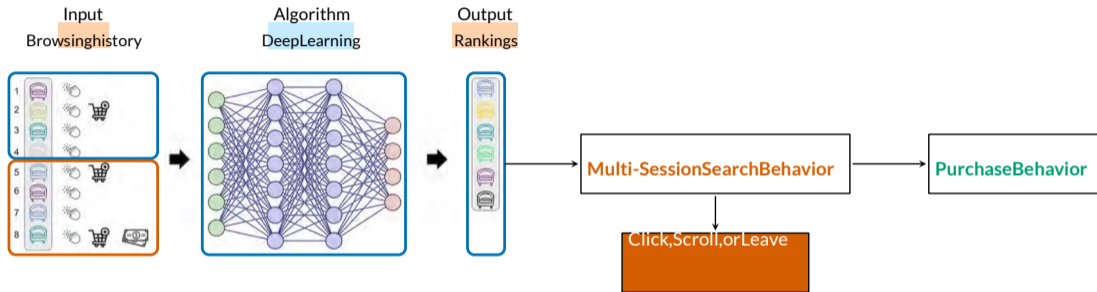 Input
Browsinghistory
Algorithm
DeepLearning
Output
Rankings
1
2
3
4
5
6
7
8
Multi-SessionSearchBehavior
PurchaseBehavior
Click,Scroll,orLeave